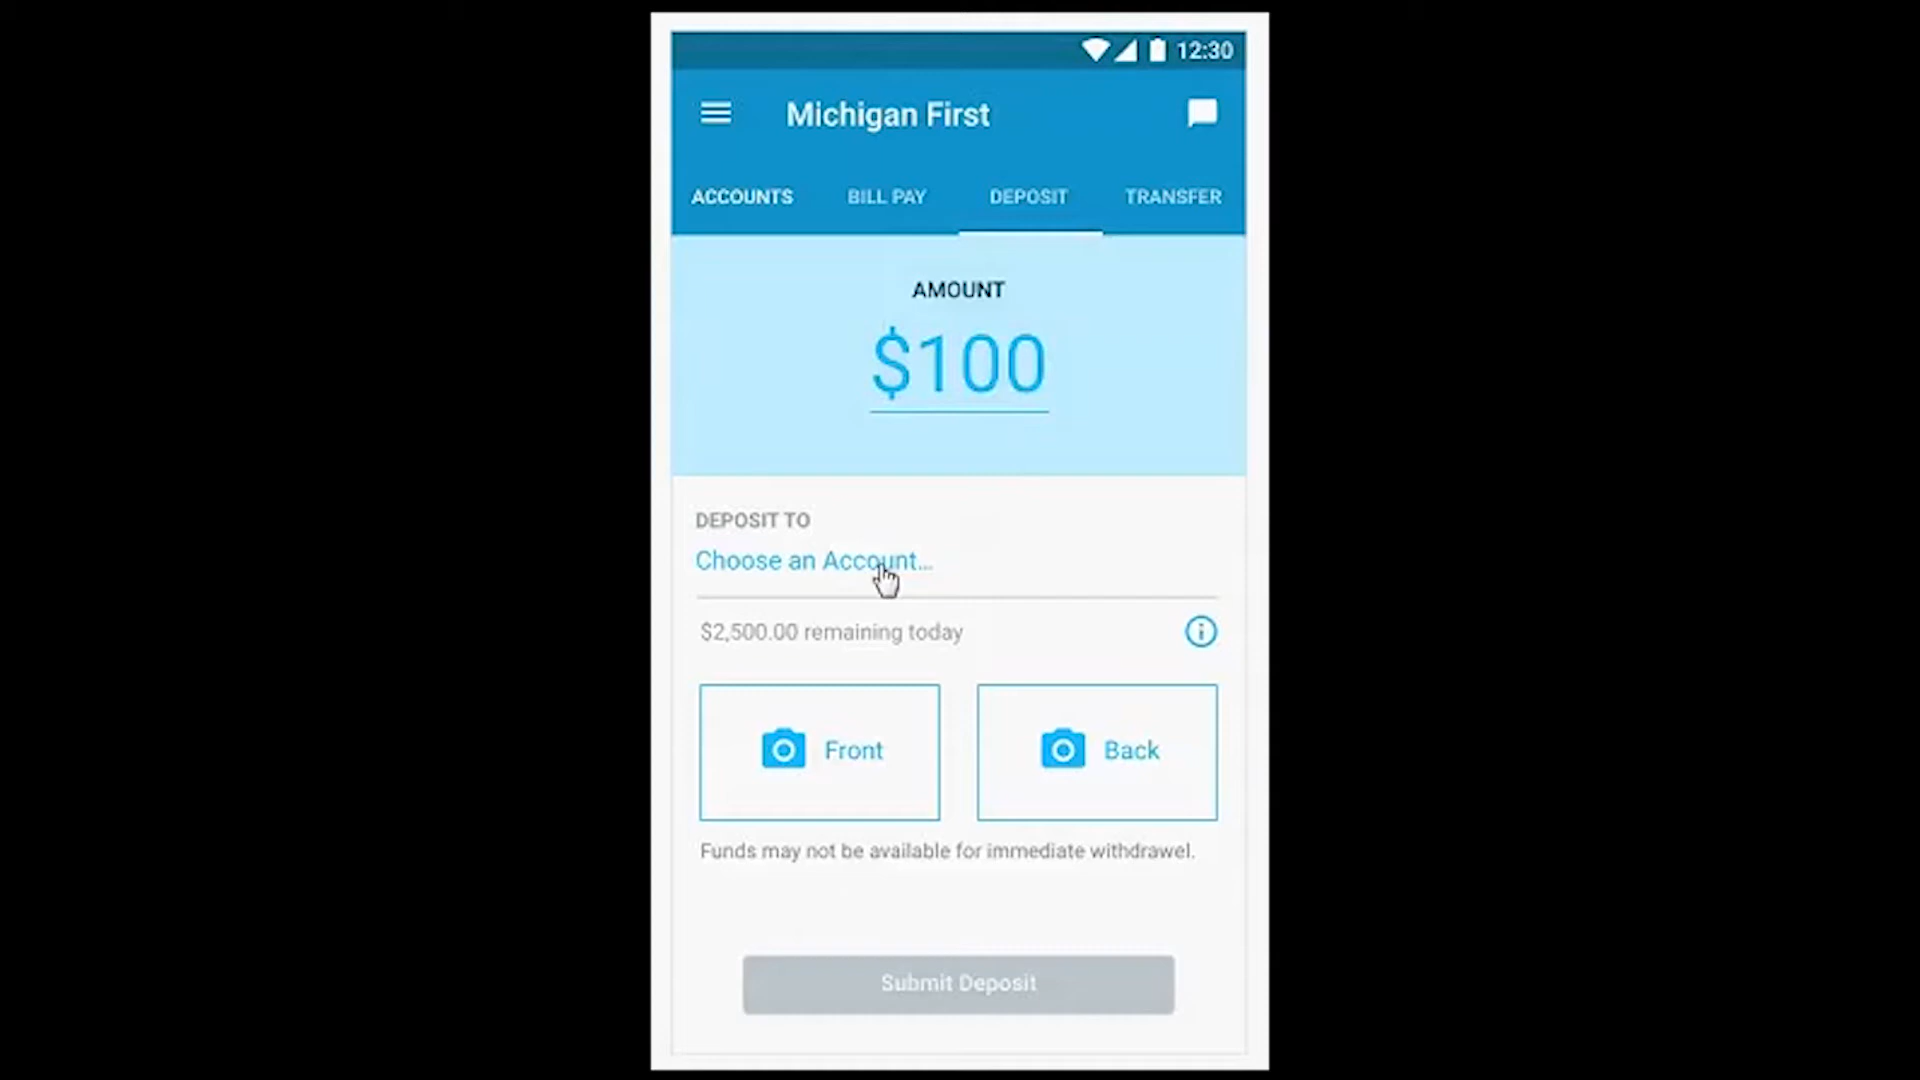 12:30
Michigan First
ACCOUNTS BILL PAY DEPOSIT TRANSFER
AMOUNT
$100
DEPOSIT TO
Choose an Account...
$2,500.00 remaining today
Front Back
Funds may not be available for immediate withdrawel.
Submit Deposit